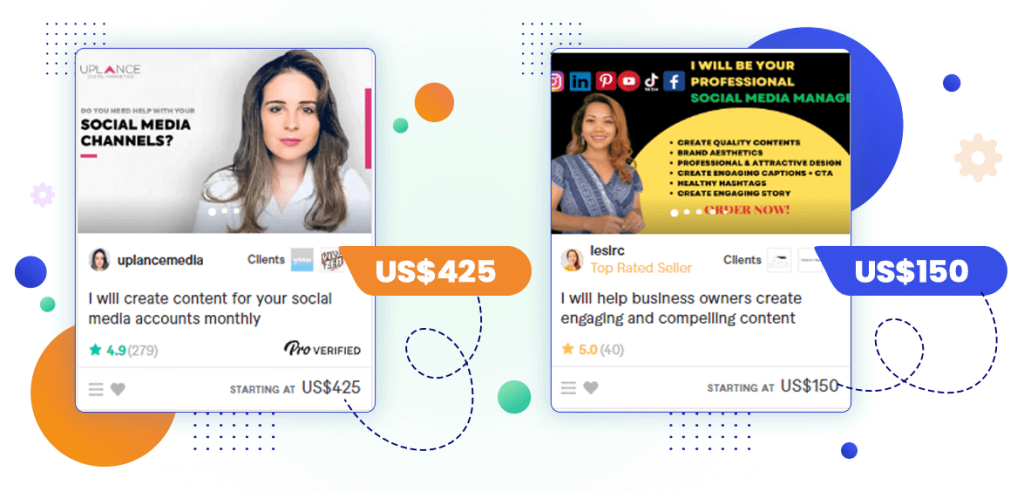 UPLANCE
DIGITAL MARKETING
DO YOU NEED HELP WITH YOUR
SOCIAL MEDIA
CHANNELS?
uplancemedia
Clients
US$425
I will create content for your social
media accounts monthly
4.9 (279)
Pro VERIFIED
STARTING AT US$425
I WILL BE YOUR
PROFESSIONAL
SOCIAL MEDIA MANAGE
• CREATE QUALITY CONTENTS
• BRAND AESTHETICS
• PROFESSIONAL & ATTRACTIVE DESIGN
• CREATE ENGAGING CAPTIONS + CTA
• HEALTHY HASHTAGS
• CREATE ENGAGING STORY
ORDER NOW!
leslrc
Top Rated Seller
Clients
US$150
I will help business owners create
engaging and compelling content
5.0 (40)
STARTING AT US$150